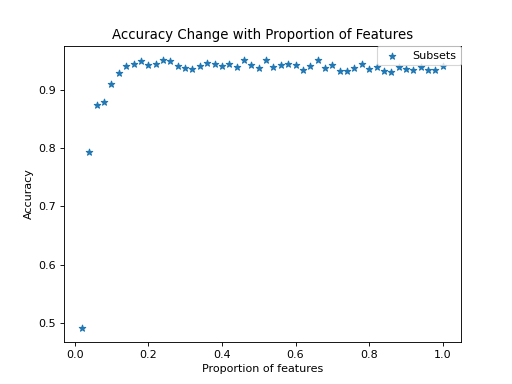 Accuracy Change with Proportion of Features
Subsets
Accuracy
0.9
0.8
0.7
0.6
0.5
0.0 0.2 0.4 0.6 0.8 1.0
Proportion of features